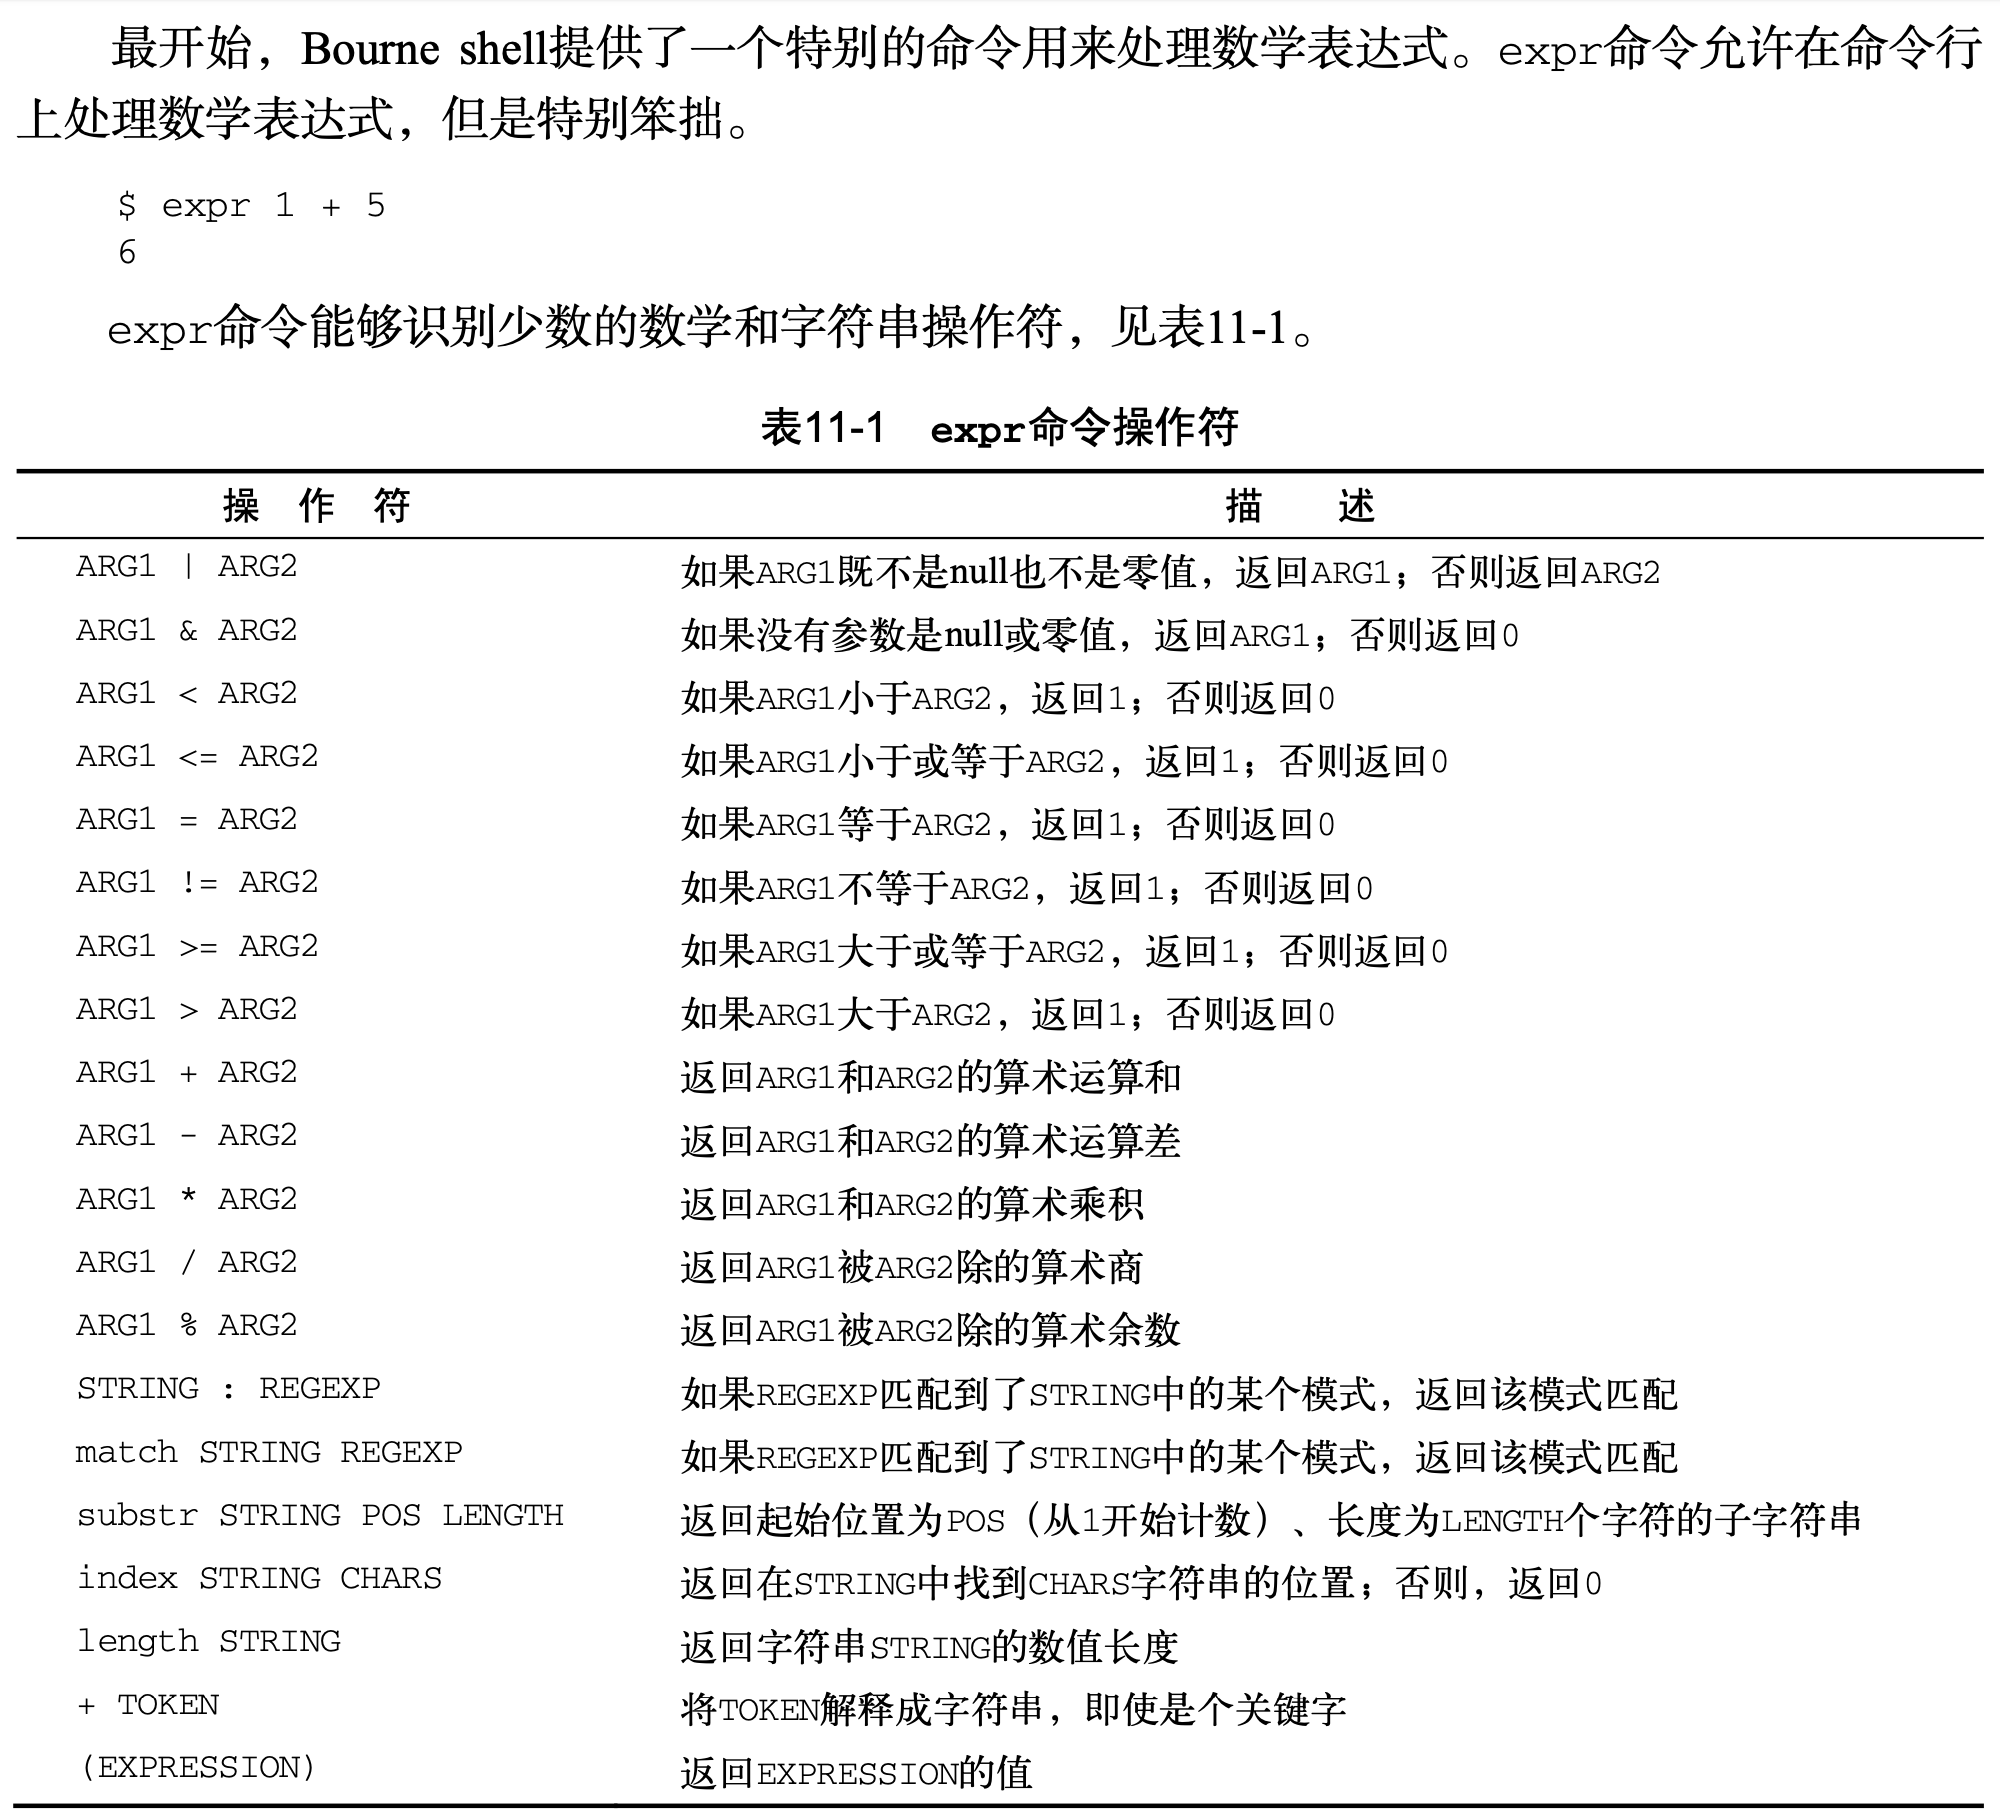 最开始，Bourne shell提供了一个特别的命令用来处理数学表达式。expr命令允许在命令行
上处理数学表达式，但是特别笨拙。
$ expr 1 + 5
6
expr命令能够识别少数的数学和字符串操作符，见表11-1。
表11-1 expr命令操作符
操 作 符 描 述
ARG1 | ARG2 如果ARG1既不是null也不是零值，返回ARG1；否则返回ARG2
ARG1 & ARG2 如果没有参数是null或零值，返回ARG1；否则返回0
ARG1 < ARG2 如果ARG1小于ARG2，返回1；否则返回0
ARG1 <= ARG2 如果ARG1小于或等于ARG2，返回1；否则返回0
ARG1 = ARG2 如果ARG1等于ARG2，返回1；否则返回0
ARG1 != ARG2 如果ARG1不等于ARG2，返回1；否则返回0
ARG1 >= ARG2 如果ARG1大于或等于ARG2，返回1；否则返回0
ARG1 > ARG2 如果ARG1大于ARG2，返回1；否则返回0
ARG1 + ARG2 返回ARG1和ARG2的算术运算和
ARG1 - ARG2 返回ARG1和ARG2的算术运算差
ARG1 * ARG2 返回ARG1和ARG2的算术乘积
ARG1 / ARG2 返回ARG1被ARG2除的算术商
ARG1 % ARG2 返回ARG1被ARG2除的算术余数
STRING : REGEXP 如果REGEXP匹配到了STRING中的某个模式，返回该模式匹配
match STRING REGEXP 如果REGEXP匹配到了STRING中的某个模式，返回该模式匹配
substr STRING POS LENGTH 返回起始位置为POS（从1开始计数）、长度为LENGTH个字符的子字符串
index STRING CHARS 返回在STRING中找到CHARS字符串的位置；否则，返回0
length STRING 返回字符串STRING的数值长度
+ TOKEN 将TOKEN解释成字符串，即使是个关键字
(EXPRESSION) 返回EXPRESSION的值